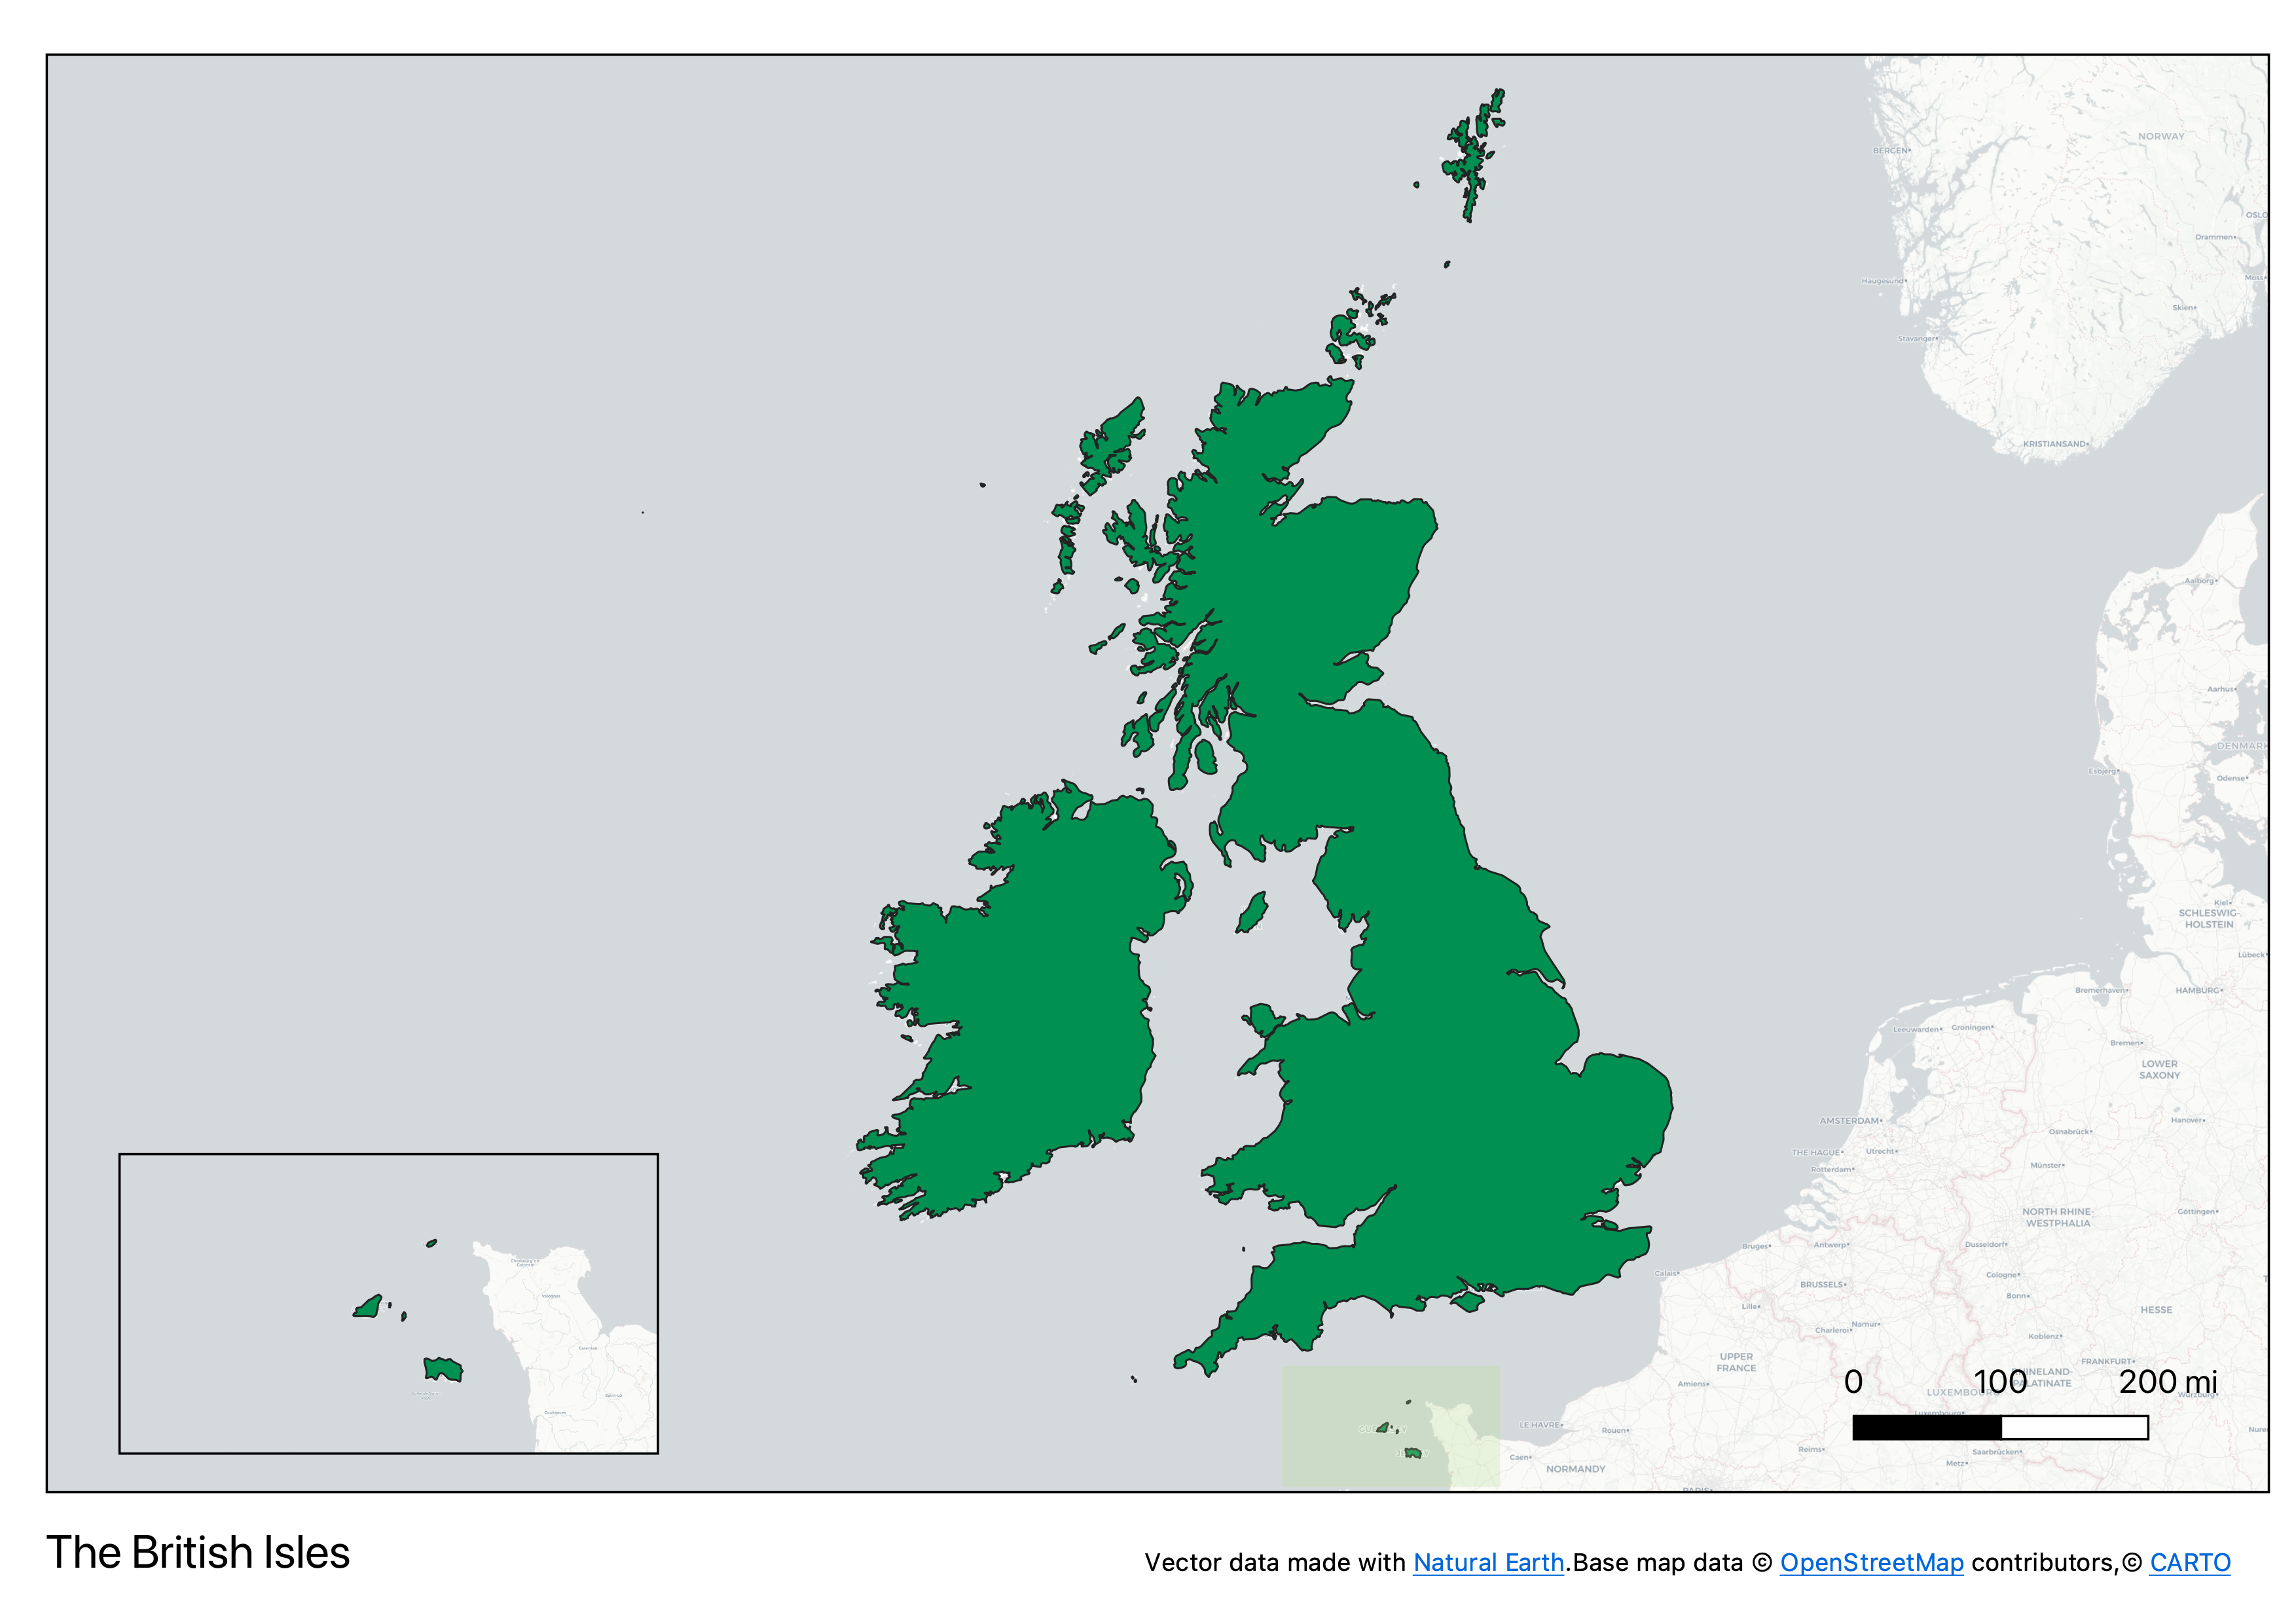 NORWAY
BERGEN
OSLO
Drammen
Haugesund
Moss
Skien
Stavanger
KRISTIANSAND
Aalborg
Aarhus
DENMARK
Esbjerg
Odense
Kiel
SCHLESWIG-
HOLSTEIN
Lübeck
Bremerhaven
HAMBURG
Leeuwarden
Groningen
Bremen
LOWER
SAXONY
AMSTERDAM
Hanover
Osnabrück
THE HAGUE
Utrecht
Rotterdam
Münster
NORTH RHINE-
WESTPHALIA
Göttingen
Bruges
Antwerp
Dusseldorf
Calais
Cologne
BRUSSELS
Bonn
Lille
HESSE
Namur
Charleroi
Koblenz
UPPER
FRANCE
FRANKFURT
RHINELAND-
PALATINATE
Amiens
LUXEMBOURG
Würzburg
0 100 200 mi
Luxembourg
LE HAVRE
Rouen
Reims
Saarbrücken
Caen
Metz
NORMANDY
PARIS
The British Isles
Vector data made with Natural Earth.Base map data © OpenStreetMap contributors,© CARTO